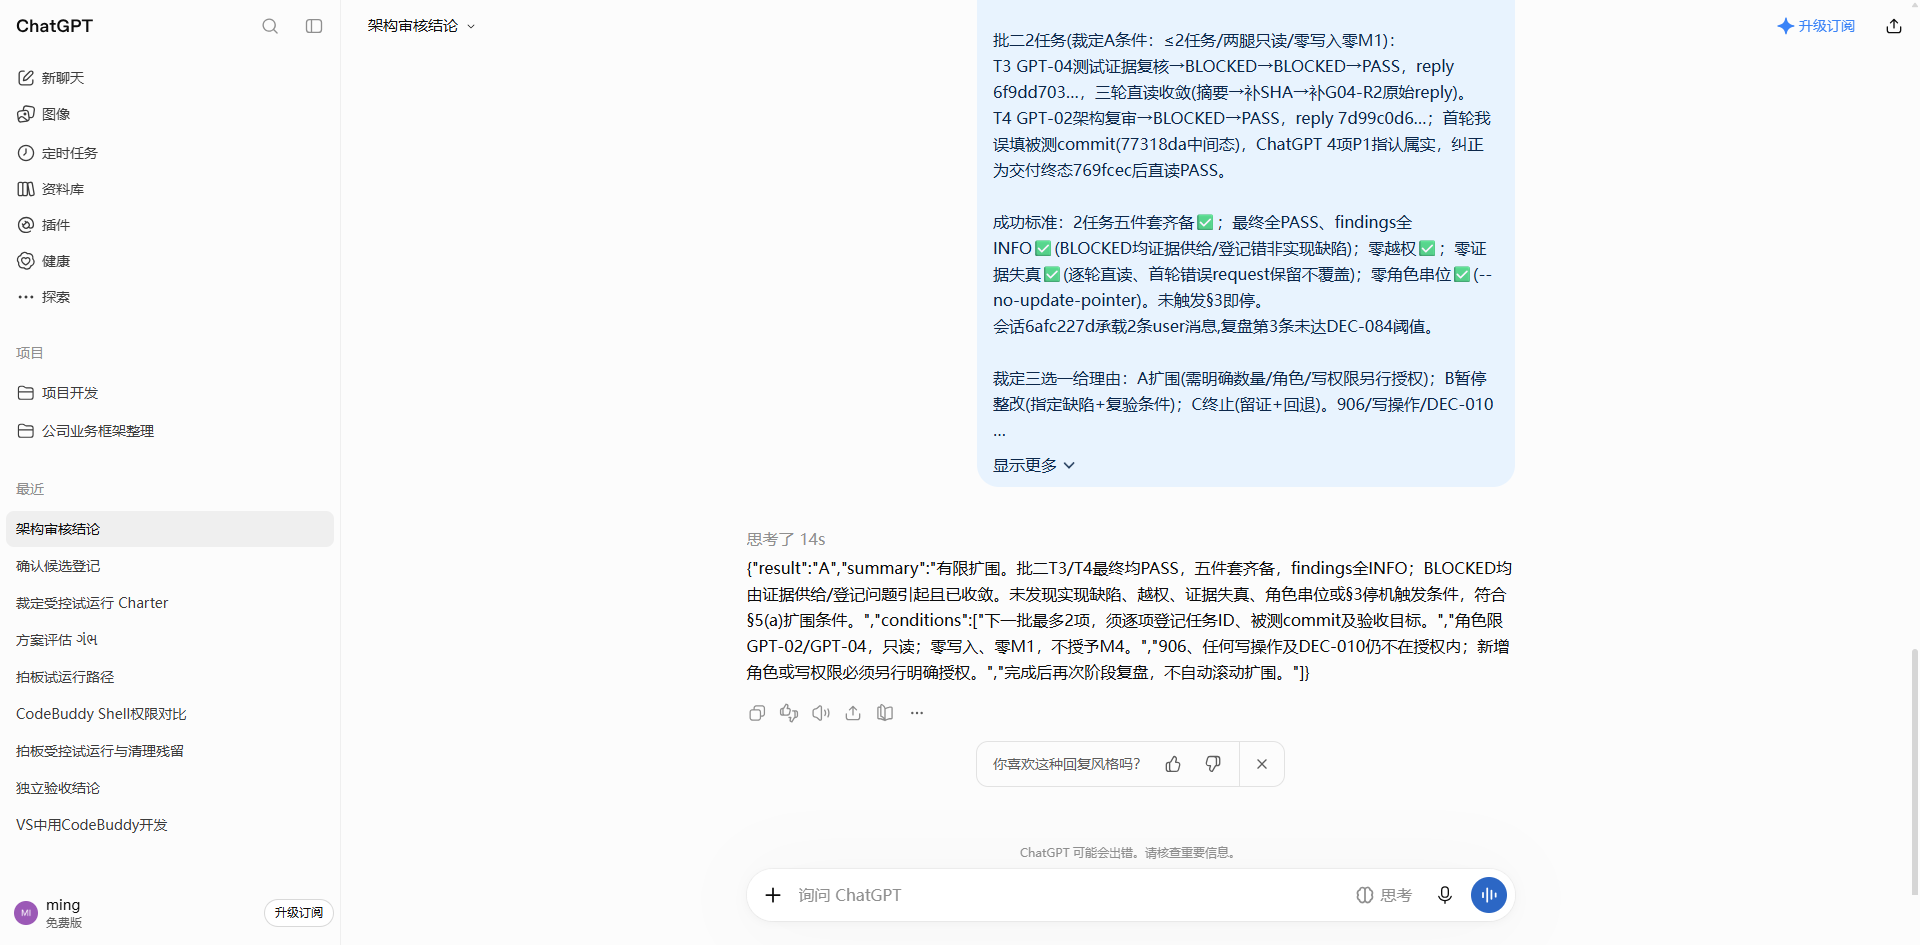 ChatGPT
新聊天
图像
定时任务
资料库
插件
健康
探索
项目
项目开发
公司业务框架整理
最近
架构审核结论
确认候选登记
裁定受控试运行 Charter
方案评估 ગેભ
拍板试运行路径
CodeBuddy Shell权限对比
拍板受控试运行与清理残留
独立验收结论
VS中用CodeBuddy开发
MI
ming
免费版
升级订阅
架构审核结论
升级订阅
批二2任务(裁定A条件：≤2任务/两腿只读/零写入零M1)：
T3 GPT-04测试证据复核→BLOCKED→BLOCKED→PASS，reply
6f9dd703...，三轮直读收敛(摘要→补SHA→补G04-R2原始reply)。
T4 GPT-02架构复审→BLOCKED→PASS，reply 7d99c0d6...；首轮我
误填被测commit(77318da中间态)，ChatGPT 4项P1指认属实，纠正
为交付终态769fcec后直读PASS。
成功标准：2任务五件套齐备✅；最终全PASS、findings全
INFO✅(BLOCKED均证据供给/登记错非实现缺陷)；零越权✅；零证
据失真✅(逐轮直读、首轮错误request保留不覆盖)；零角色串位✅(--
no-update-pointer)。未触发§3即停。
会话6afc227d承载2条user消息,复盘第3条未达DEC-084阈值。
裁定三选一给理由：A扩围(需明确数量/角色/写权限另行授权)；B暂停
整改(指定缺陷+复验条件)；C终止(留证+回退)。906/写操作/DEC-010
...
显示更多
思考了 14s
{"result":"A","summary":"有限扩围。批二T3/T4最终均PASS，五件套齐备，findings全INFO；BLOCKED均
由证据供给/登记问题引起且已收敛。未发现实现缺陷、越权、证据失真、角色串位或§3停机触发条件，符合
§5(a)扩围条件。","conditions":["下一批最多2项，须逐项登记任务ID、被测commit及验收目标。","角色限
GPT-02/GPT-04，只读；零写入、零M1，不授予M4。","906、任何写操作及DEC-010仍不在授权内；新增
角色或写权限必须另行明确授权。","完成后再次阶段复盘，不自动滚动扩围。"]}
你喜欢这种回复风格吗？
ChatGPT 可能会出错。请核查重要信息。
询问 ChatGPT
思考